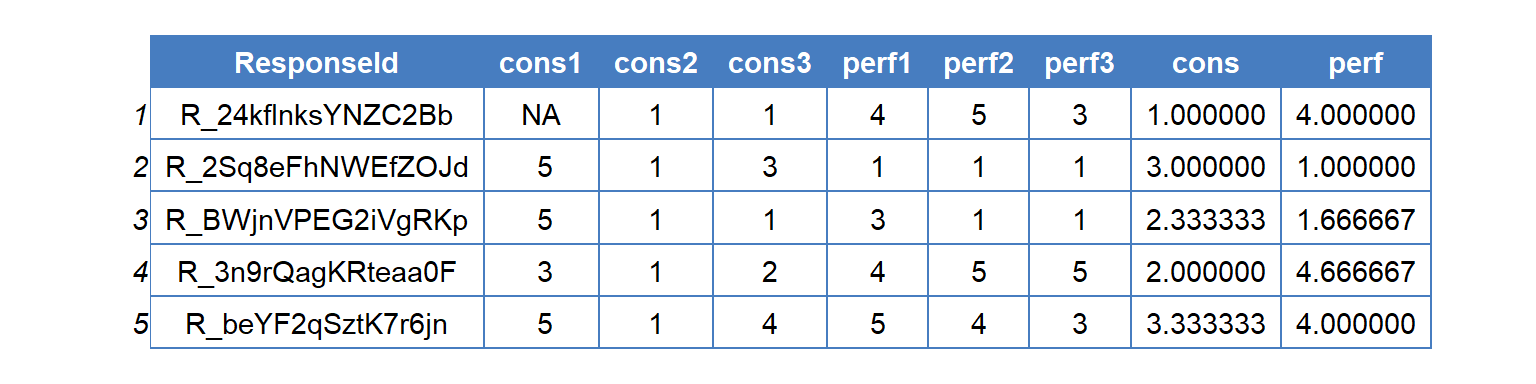 ResponseId cons1 cons2 cons3 perf1 perf2 perf3 cons perf
1 R_24kflnksYNZC2Bb NA 1 1 4 5 3 1.000000 4.000000
2 R_2Sq8eFhNWEfZOJd 5 1 3 1 1 1 3.000000 1.000000
3 R_BWjnVPEG2iVgRKp 5 1 1 3 1 1 2.333333 1.666667
4 R_3n9rQagKRteaa0F 3 1 2 4 5 5 2.000000 4.666667
5 R_beYF2qSztK7r6jn 5 1 4 5 4 3 3.333333 4.000000